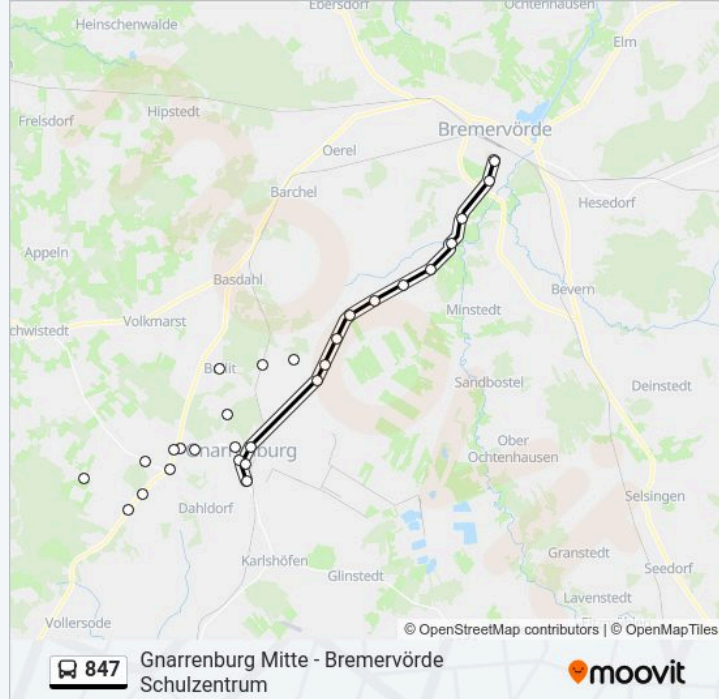 Ebersdorf
Ochtenhausen
Heinschenwalde
Elm
Hipstedt
Frelsdorf
Bremervörde
Oerel
Barchel
Hesedorf
Appeln
Basdahl
Bevern
Minstedt
Volkmarst
chwistedt
Sandbostel
Deinstedt
Gnarrenburg
Ober
Ochtenhausen
Selsingen
Dahldorf
Granstedt
Karlshöfen
Seedorf
Glinstedt
Lavenstedt
Vollersode
© OpenStreetMap contributors | © OpenMapTiles
847
Gnarrenburg Mitte - Bremervörde
Schulzentrum
moovit